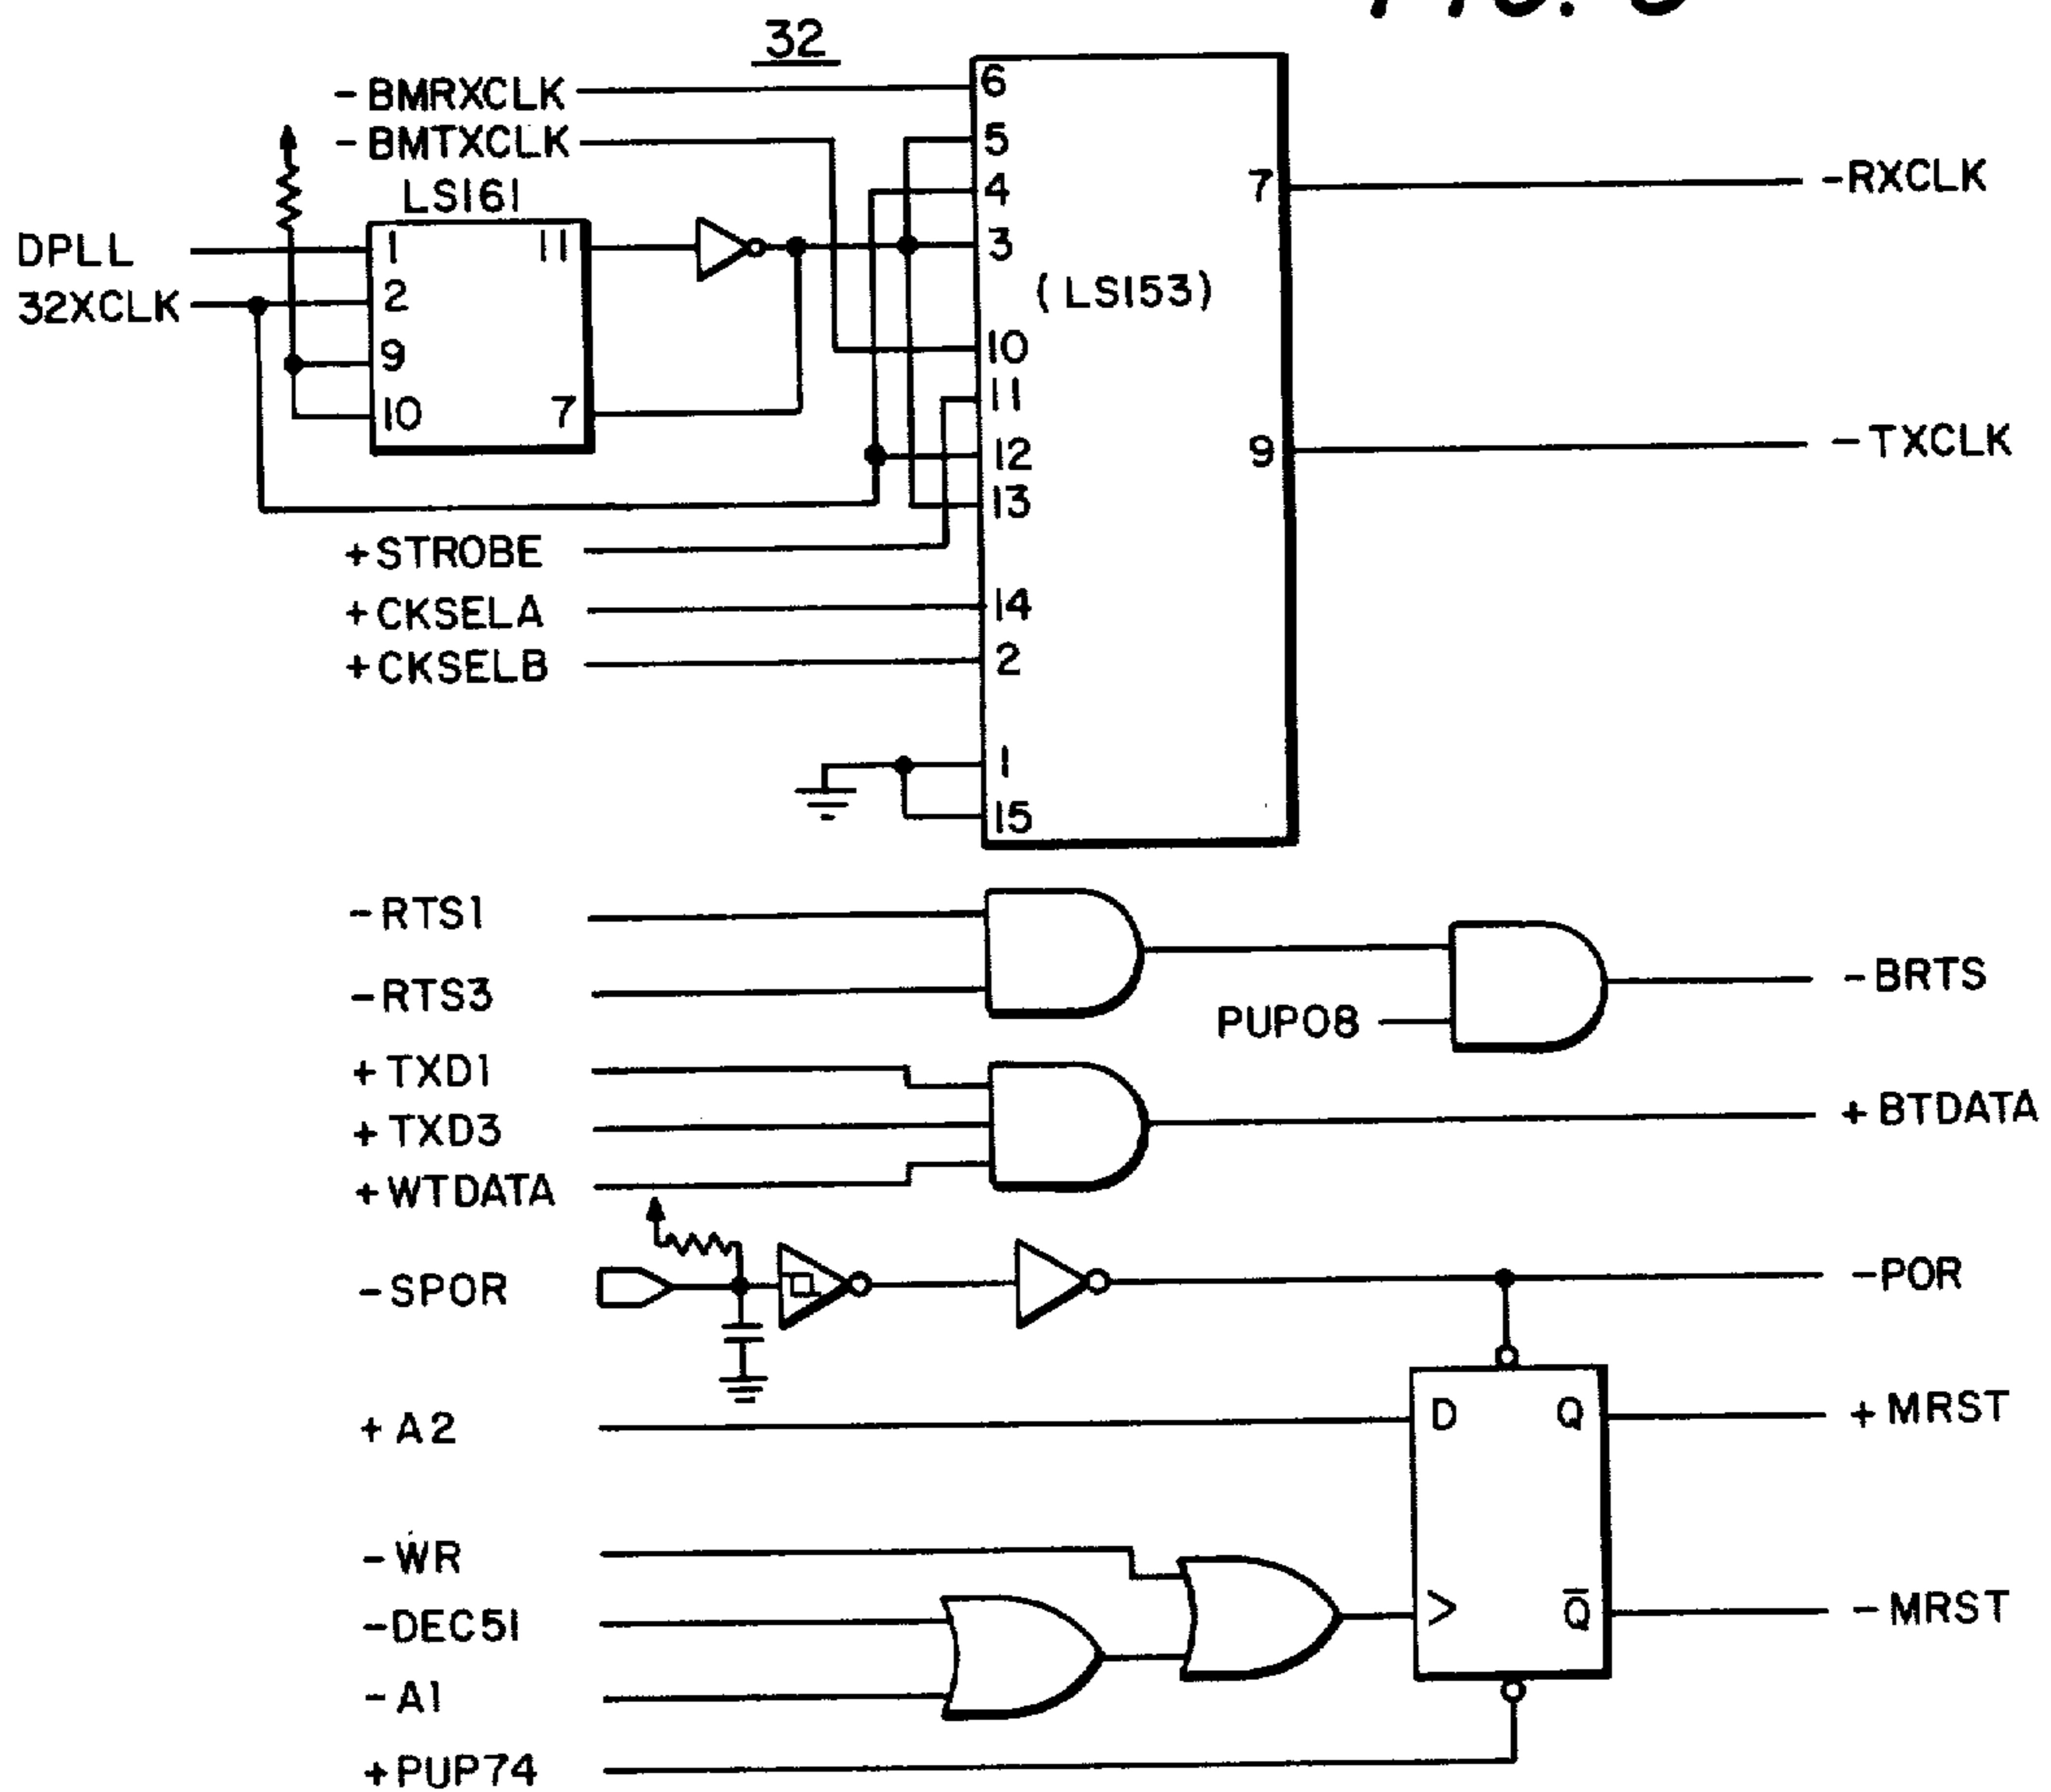 32
-BMRXCLK
-BMTXCLK
LS161
DPLL
32XCLK
1
2
9
10
11
7
6
5
4
3
10
11
12
13
14
2
1
15
(LS153)
7
9
-RXCLK
-TXCLK
+STROBE
+CKSELA
+CKSELB
-RTS1
-RTS3
PUP08
-BRTS
+TXD1
+TXD3
+WTDATA
+BTDATA
-SPOR
-POR
+A2
D
Q
+MRST
-WR
-DEC51
-A1
>
Q̅
-MRST
+PUP74